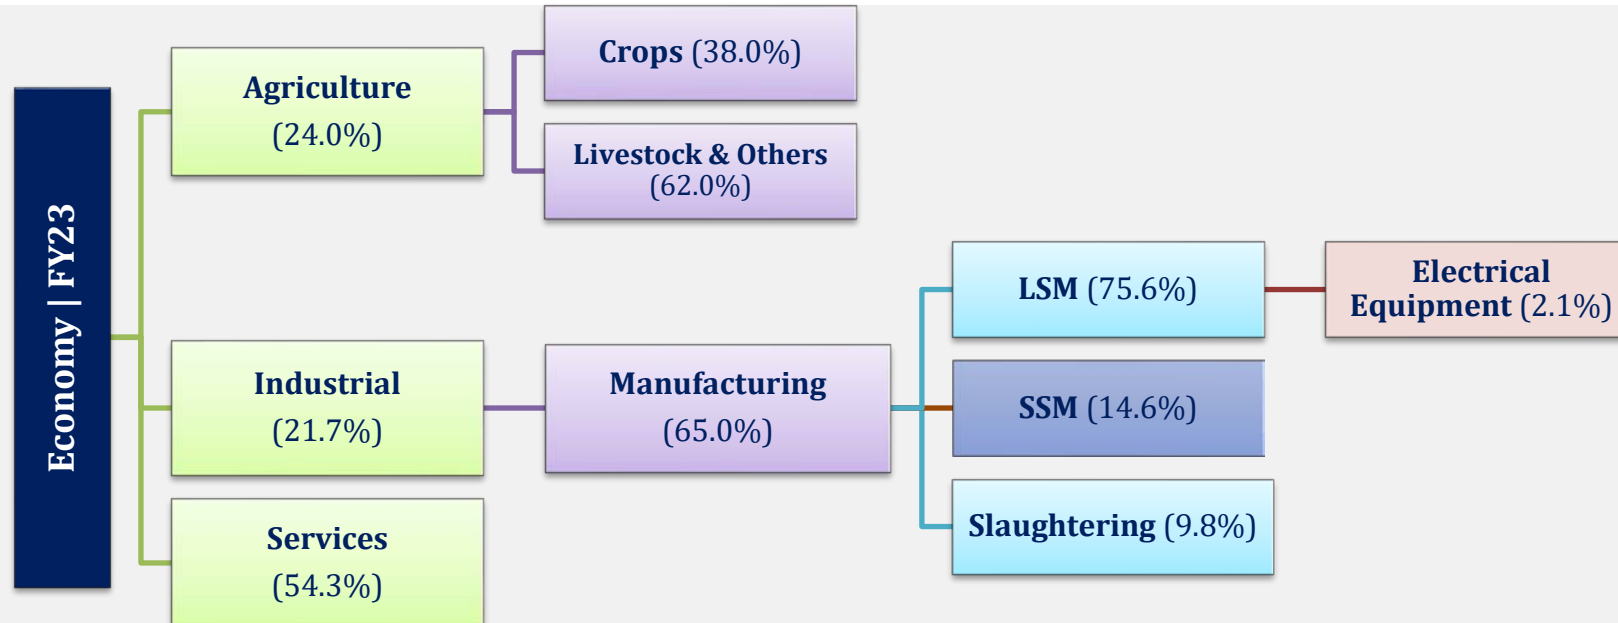 Economy | FY23
Agriculture
(24.0%)
Crops (38.0%)
Livestock & Others
(62.0%)
Industrial
(21.7%)
Manufacturing
(65.0%)
LSM (75.6%)
Electrical
Equipment (2.1%)
SSM (14.6%)
Slaughtering (9.8%)
Services
(54.3%)